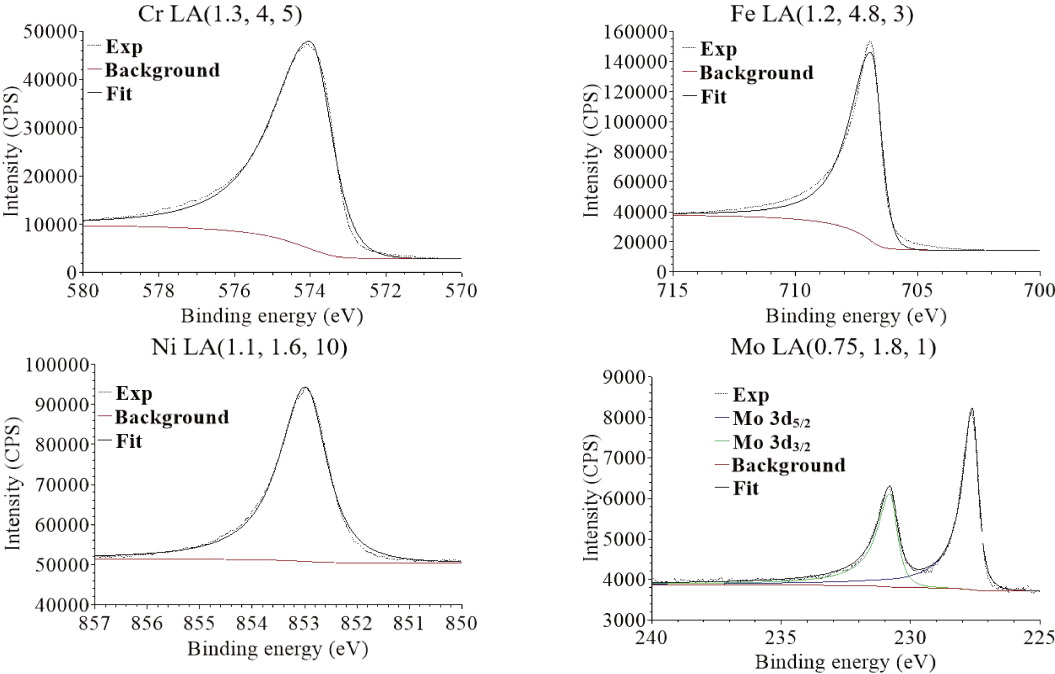 Cr LA(1.3, 4, 5)
Intensity (CPS)
50000
40000
30000
20000
10000
0
Exp
Background
Fit
580 578 576 574 572 570
Binding energy (eV)
Fe LA(1.2, 4.8, 3)
Intensity (CPS)
160000
140000
120000
100000
80000
60000
40000
20000
0
Exp
Background
Fit
715 710 705 700
Binding energy (eV)
Ni LA(1.1, 1.6, 10)
Intensity (CPS)
100000
90000
80000
70000
60000
50000
40000
Exp
Background
Fit
857 856 855 854 853 852 851 850
Binding energy (eV)
Mo LA(0.75, 1.8, 1)
Intensity (CPS)
9000
8000
7000
6000
5000
4000
3000
Exp
Mo 3d5/2
Mo 3d3/2
Background
Fit
240 235 230 225
Binding energy (eV)